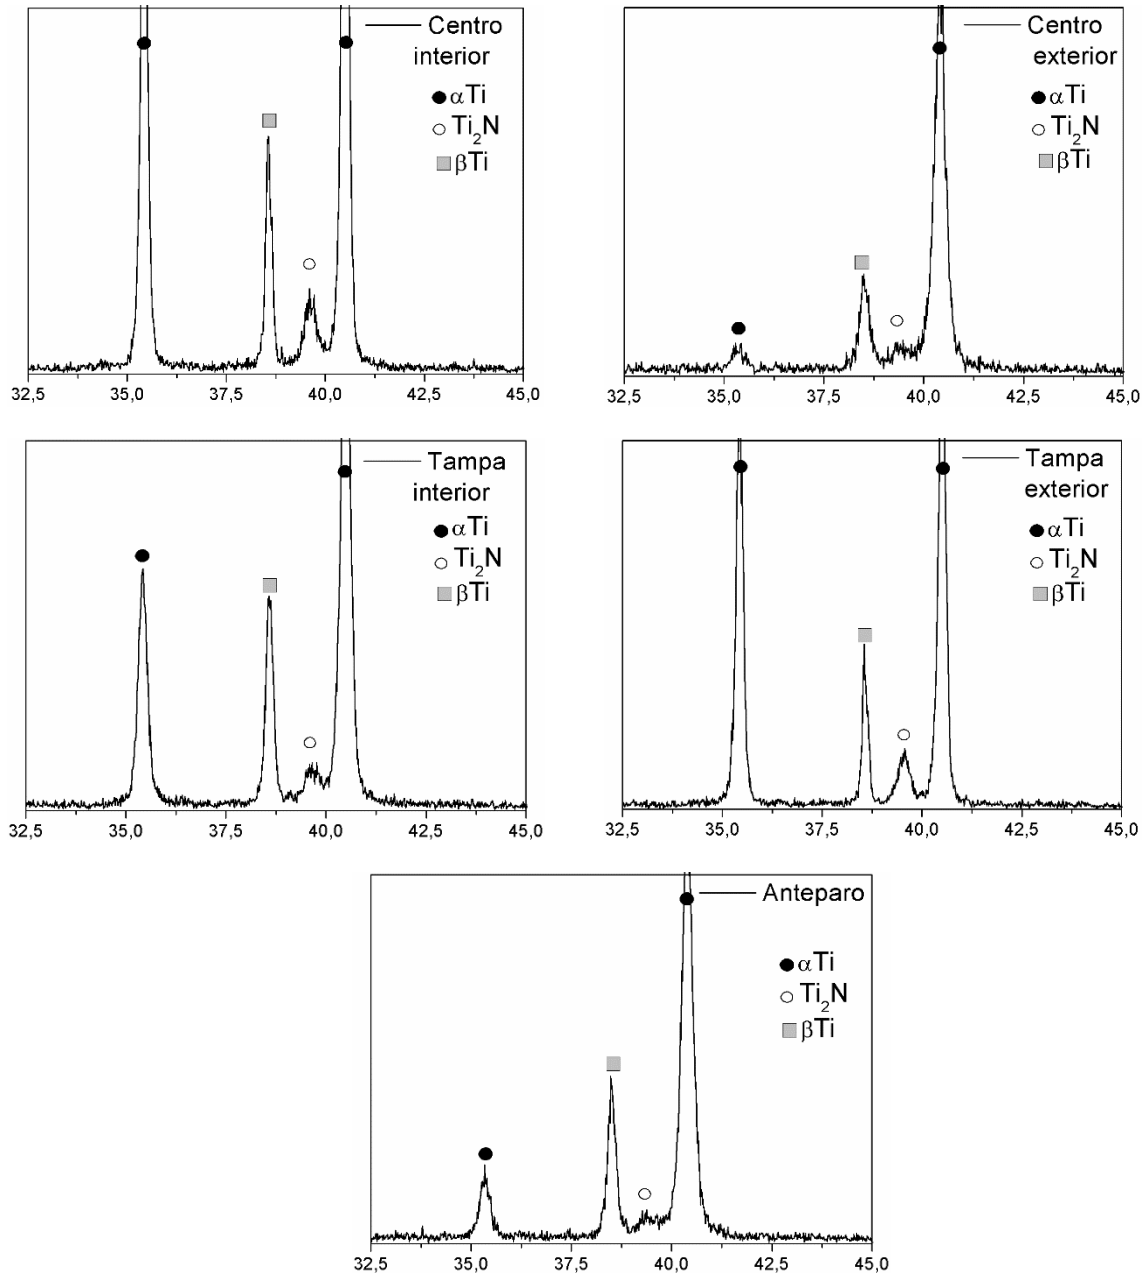 Centro
interior
αTi
Ti2N
βTi
32,5 35,0 37,5 40,0 42,5 45,0
Centro
exterior
αTi
Ti2N
βTi
32,5 35,0 37,5 40,0 42,5 45,0
Tampa
interior
αTi
Ti2N
βTi
32,5 35,0 37,5 40,0 42,5 45,0
Tampa
exterior
αTi
Ti2N
βTi
32,5 35,0 37,5 40,0 42,5 45,0
Anteparo
αTi
Ti2N
βTi
32,5 35,0 37,5 40,0 42,5 45,0